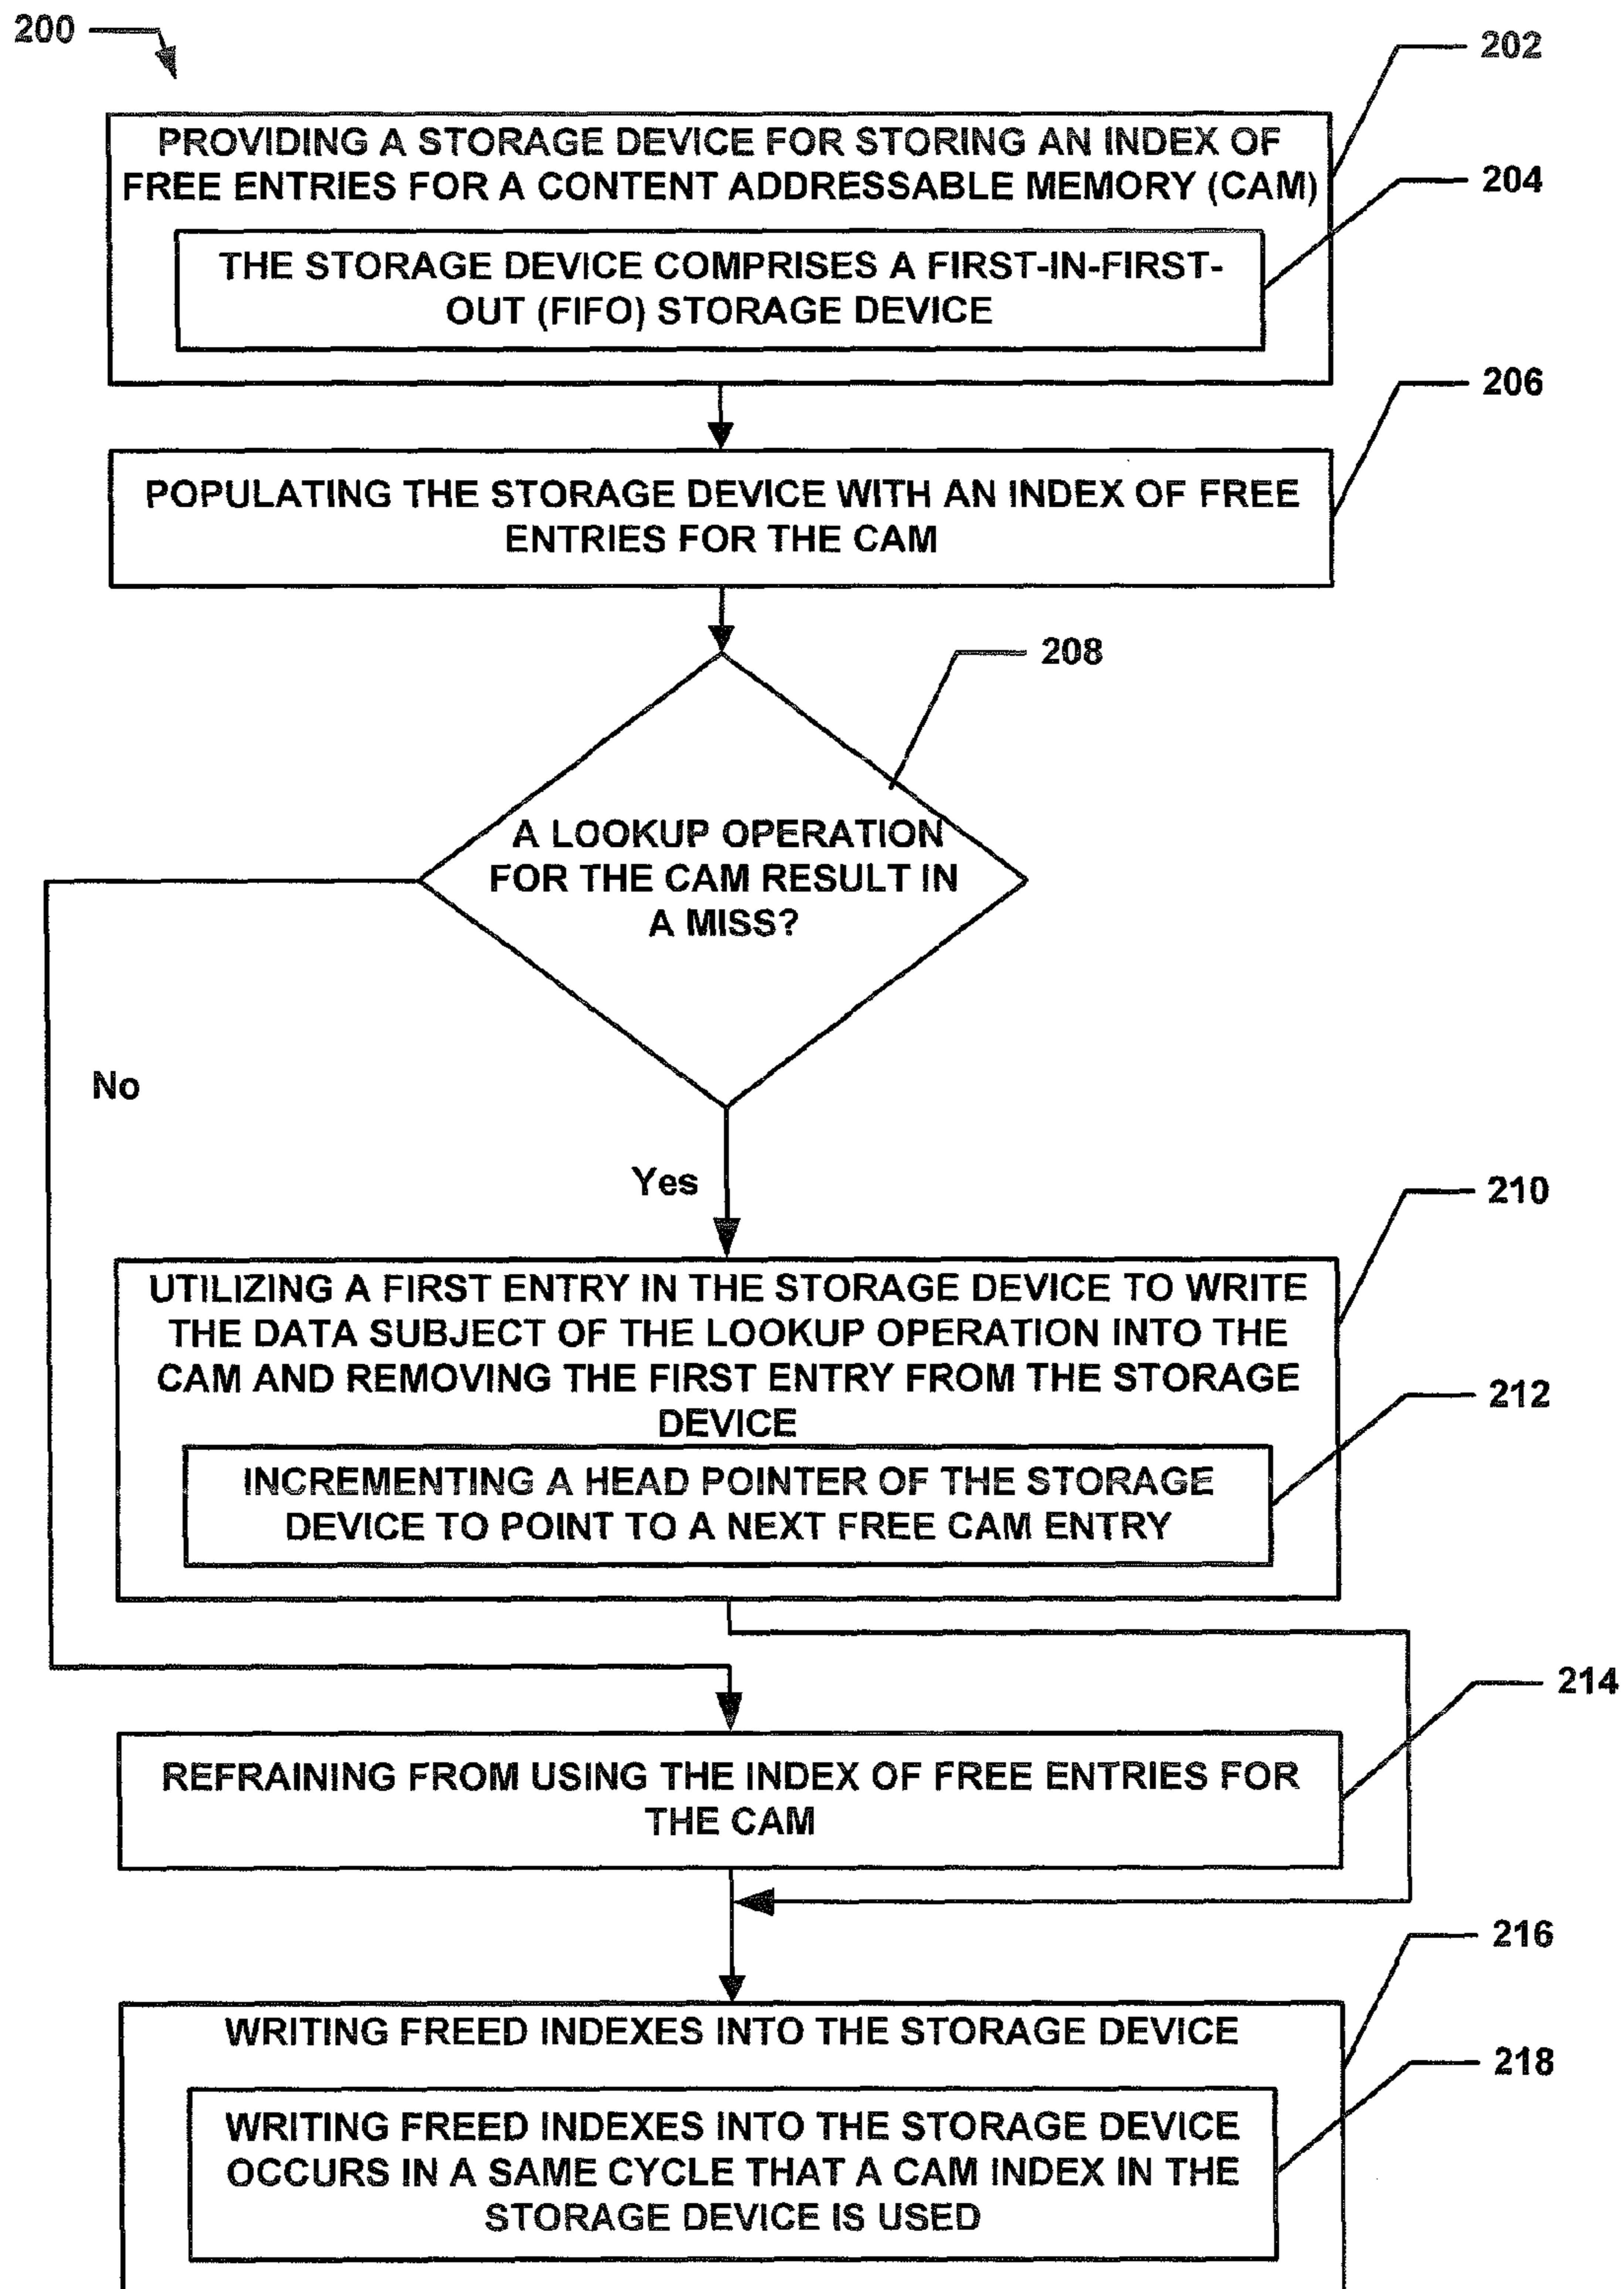 200
202
PROVIDING A STORAGE DEVICE FOR STORING AN INDEX OF
FREE ENTRIES FOR A CONTENT ADDRESSABLE MEMORY (CAM)
204
THE STORAGE DEVICE COMPRISES A FIRST-IN-FIRST-
OUT (FIFO) STORAGE DEVICE
206
POPULATING THE STORAGE DEVICE WITH AN INDEX OF FREE
ENTRIES FOR THE CAM
208
A LOOKUP OPERATION
FOR THE CAM RESULT IN
A MISS?
No
Yes
210
UTILIZING A FIRST ENTRY IN THE STORAGE DEVICE TO WRITE
THE DATA SUBJECT OF THE LOOKUP OPERATION INTO THE
CAM AND REMOVING THE FIRST ENTRY FROM THE STORAGE
DEVICE
212
INCREMENTING A HEAD POINTER OF THE STORAGE
DEVICE TO POINT TO A NEXT FREE CAM ENTRY
214
REFRAINING FROM USING THE INDEX OF FREE ENTRIES FOR
THE CAM
216
WRITING FREED INDEXES INTO THE STORAGE DEVICE
218
WRITING FREED INDEXES INTO THE STORAGE DEVICE
OCCURS IN A SAME CYCLE THAT A CAM INDEX IN THE
STORAGE DEVICE IS USED